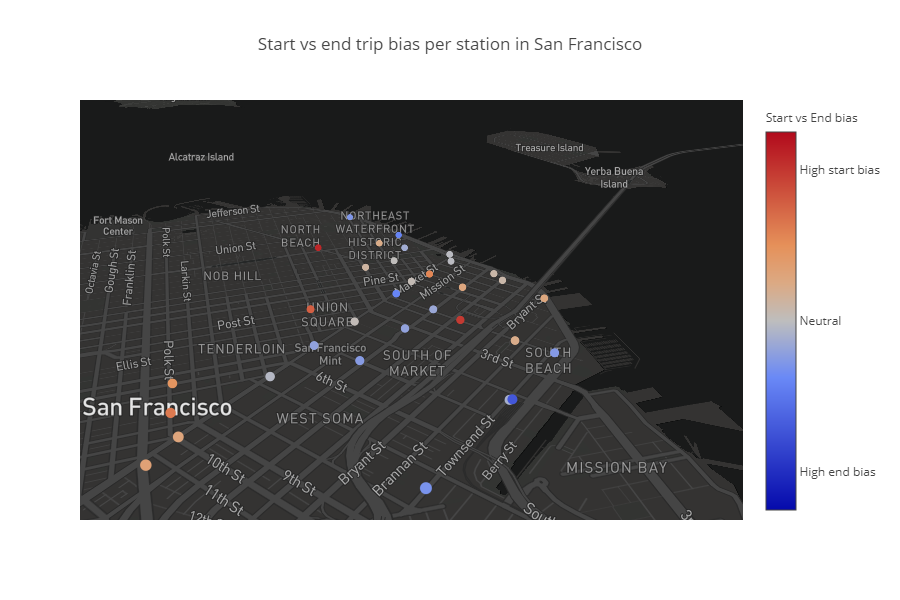 Start vs end trip bias per station in San Francisco
Start vs End bias
High start bias
Neutral
High end bias
Alcatraz Island
Treasure Island
Yerba Buena
Island
Fort Mason
Center
Jefferson St
NORTHEAST
WATERFRONT
HISTORIC
DISTRICT
NORTH
BEACH
Polk St
Union St
Octavia St
Gough St
Franklin St
Larkin St
NOB HILL
Pine St
Market St
Mission St
UNION
SQUARE
Post St
Bryant St
TENDERLOIN
San Francisco
Mint
SOUTH OF
MARKET
3rd St
SOUTH
BEACH
Ellis St
Polk St
6th St
San Francisco
WEST SOMA
Bryant St
Brannan St
Townsend St
Berry St
MISSION BAY
10th St
9th St
11th St